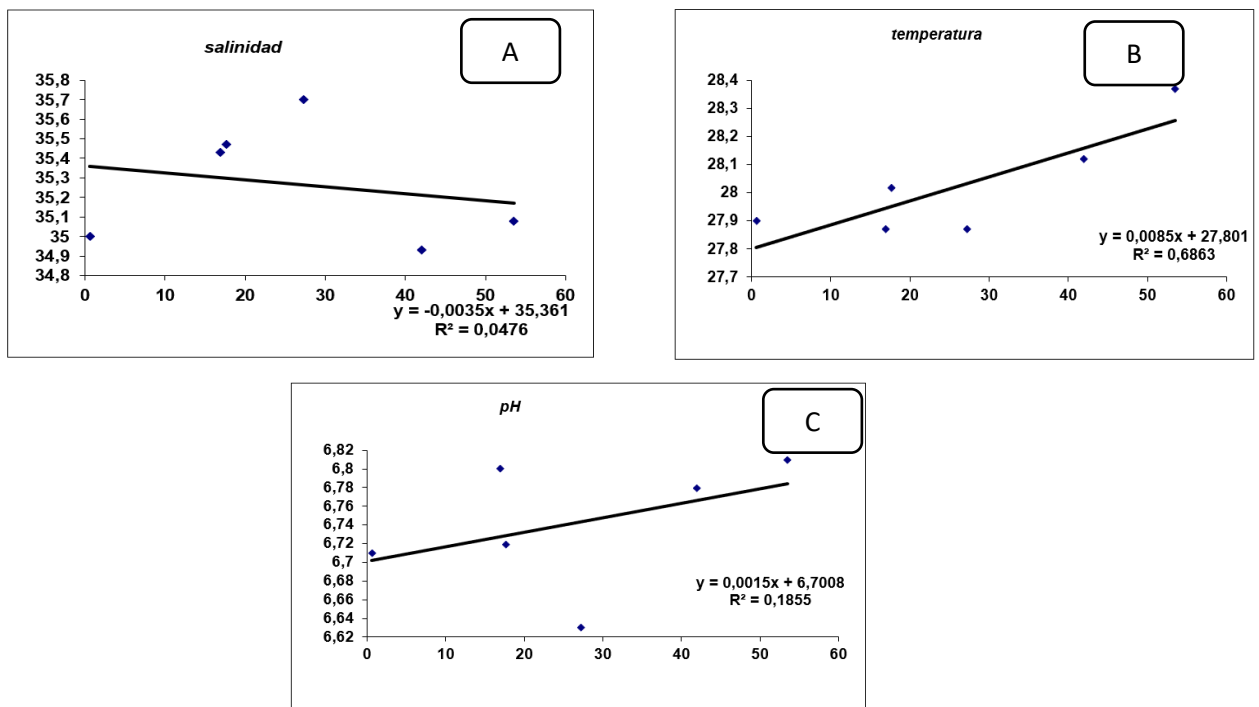 salinidad
A
35,8
35,7
35,6
35,5
35,4
35,3
35,2
35,1
35
34,9
34,8
0 10 20 30 40 50 60
y = -0,0035x + 35,361
R² = 0,0476
temperatura
B
28,4
28,3
28,2
28,1
28
27,9
27,8
27,7
y = 0,0085x + 27,801
R² = 0,6863
0 10 20 30 40 50 60
pH
C
6,82
6,8
6,78
6,76
6,74
6,72
6,7
6,68
6,66
6,64
6,62
y = 0,0015x + 6,7008
R² = 0,1855
0 10 20 30 40 50 60